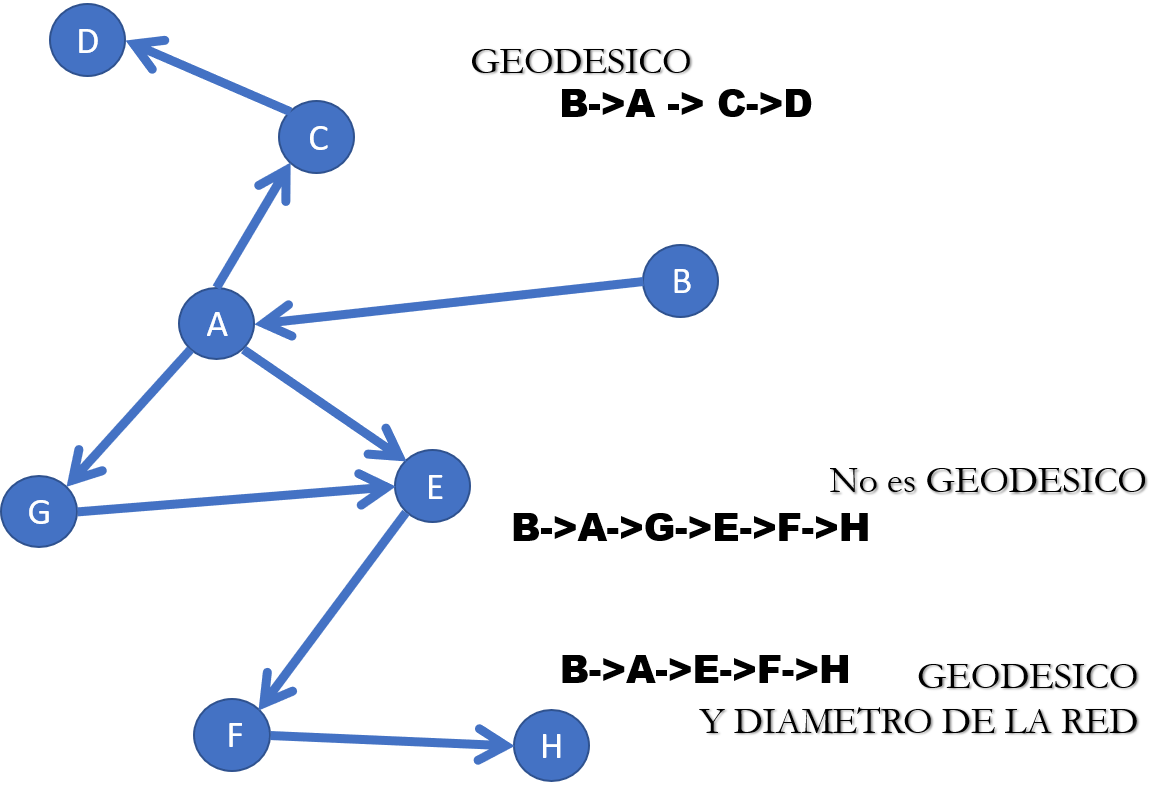 D
GEODESICO
B->A -> C->D
C
B
A
No es GEODESICO
E
G
B->A->G->E->F->H
B->A->E->F->H
GEODESICO
Y DIAMETRO DE LA RED
F
H